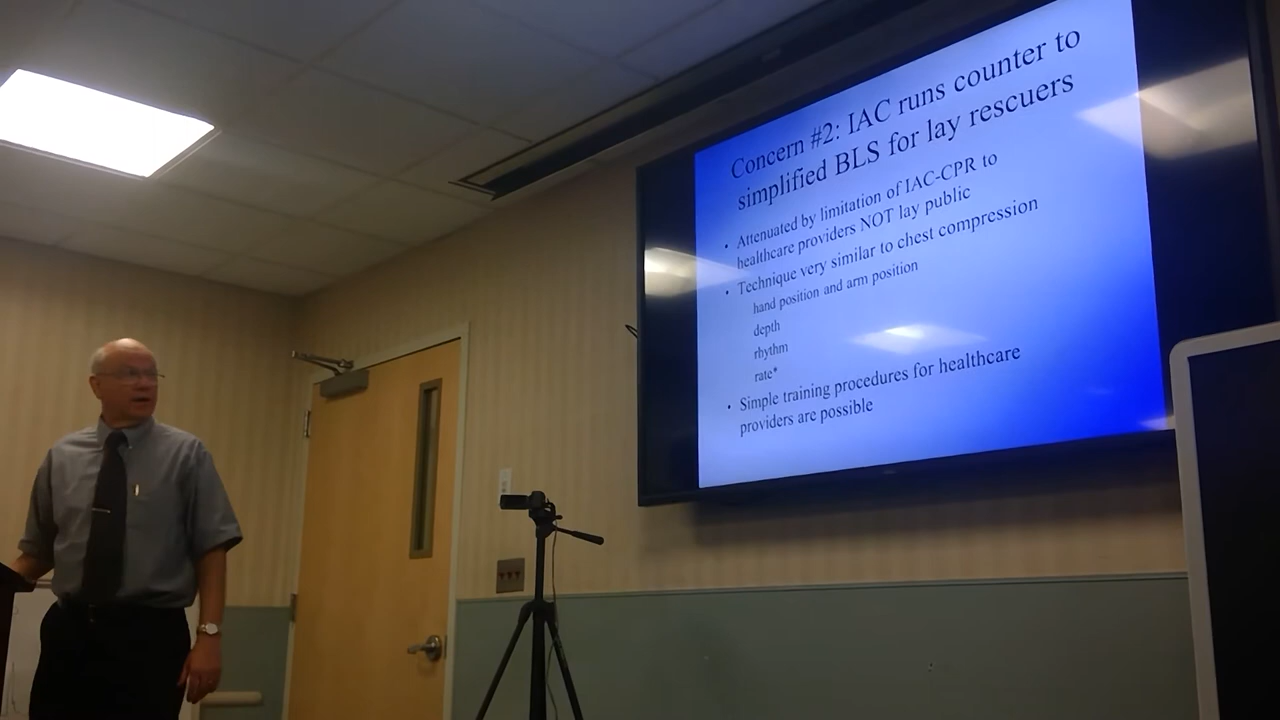 Concern #2: IAC runs counter to
simplified BLS for lay rescuers
• Attenuated by limitation of IAC-CPR to
healthcare providers NOT lay public
• Technique very similar to chest compression
hand position and arm position
depth
rhythm
rate*
• Simple training procedures for healthcare
providers are possible